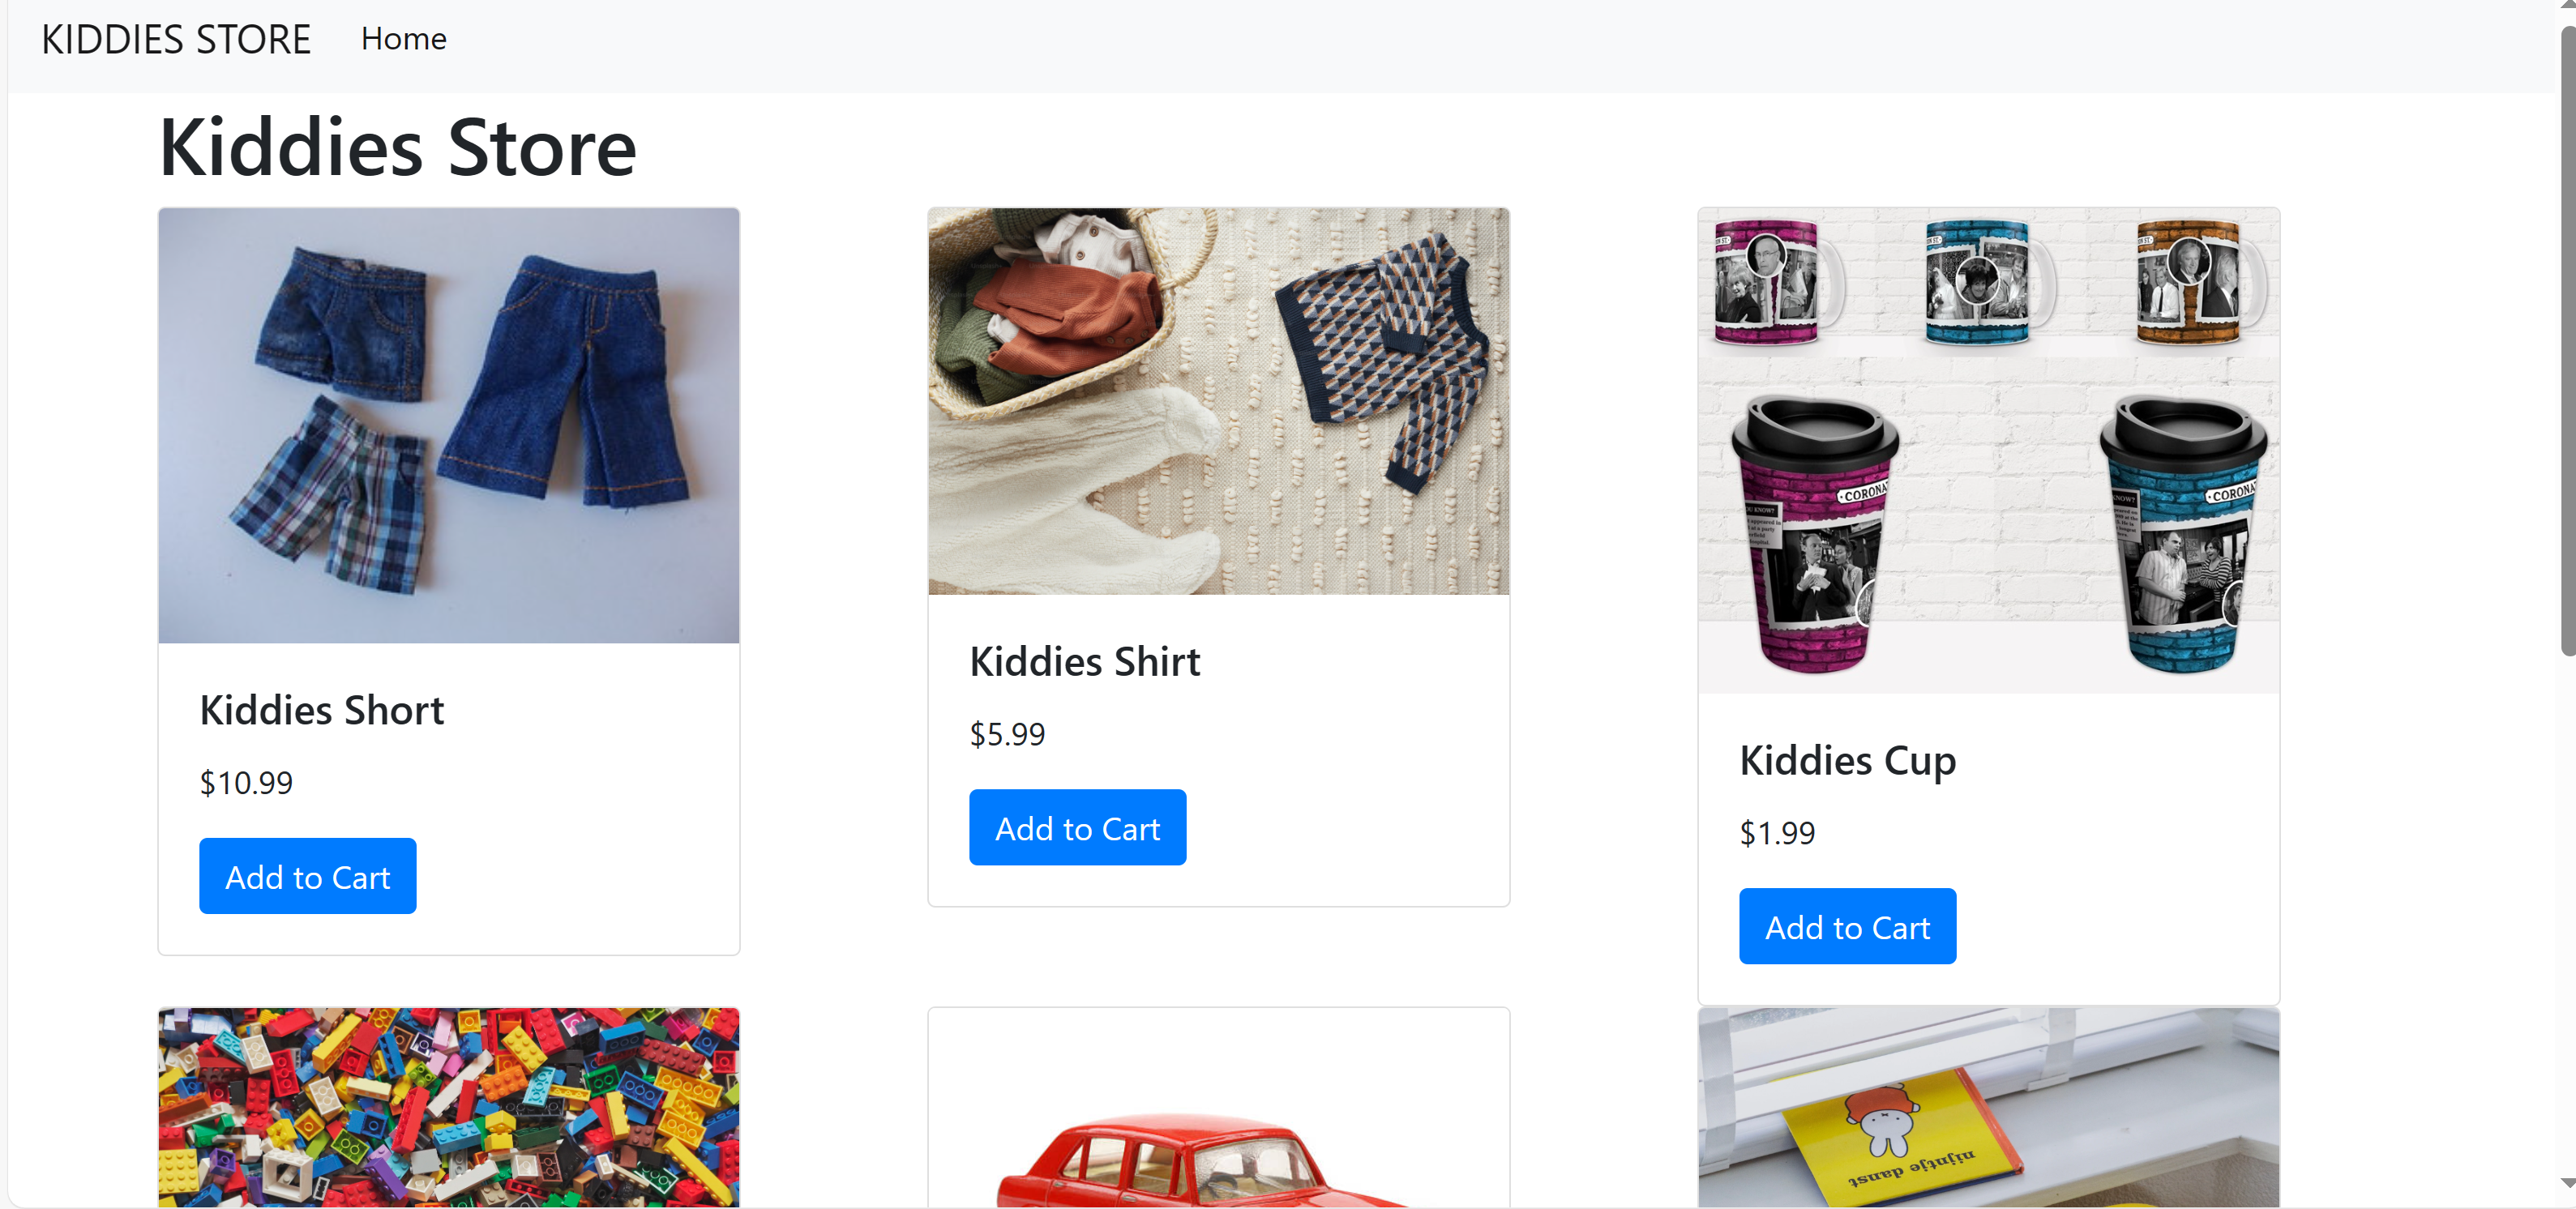 KIDDIES STORE Home
Kiddies Store
CORONA
CORONA
KNOW?
Kiddies Short
$10.99
Add to Cart
Kiddies Shirt
$5.99
Add to Cart
Kiddies Cup
$1.99
Add to Cart
nijntje danst